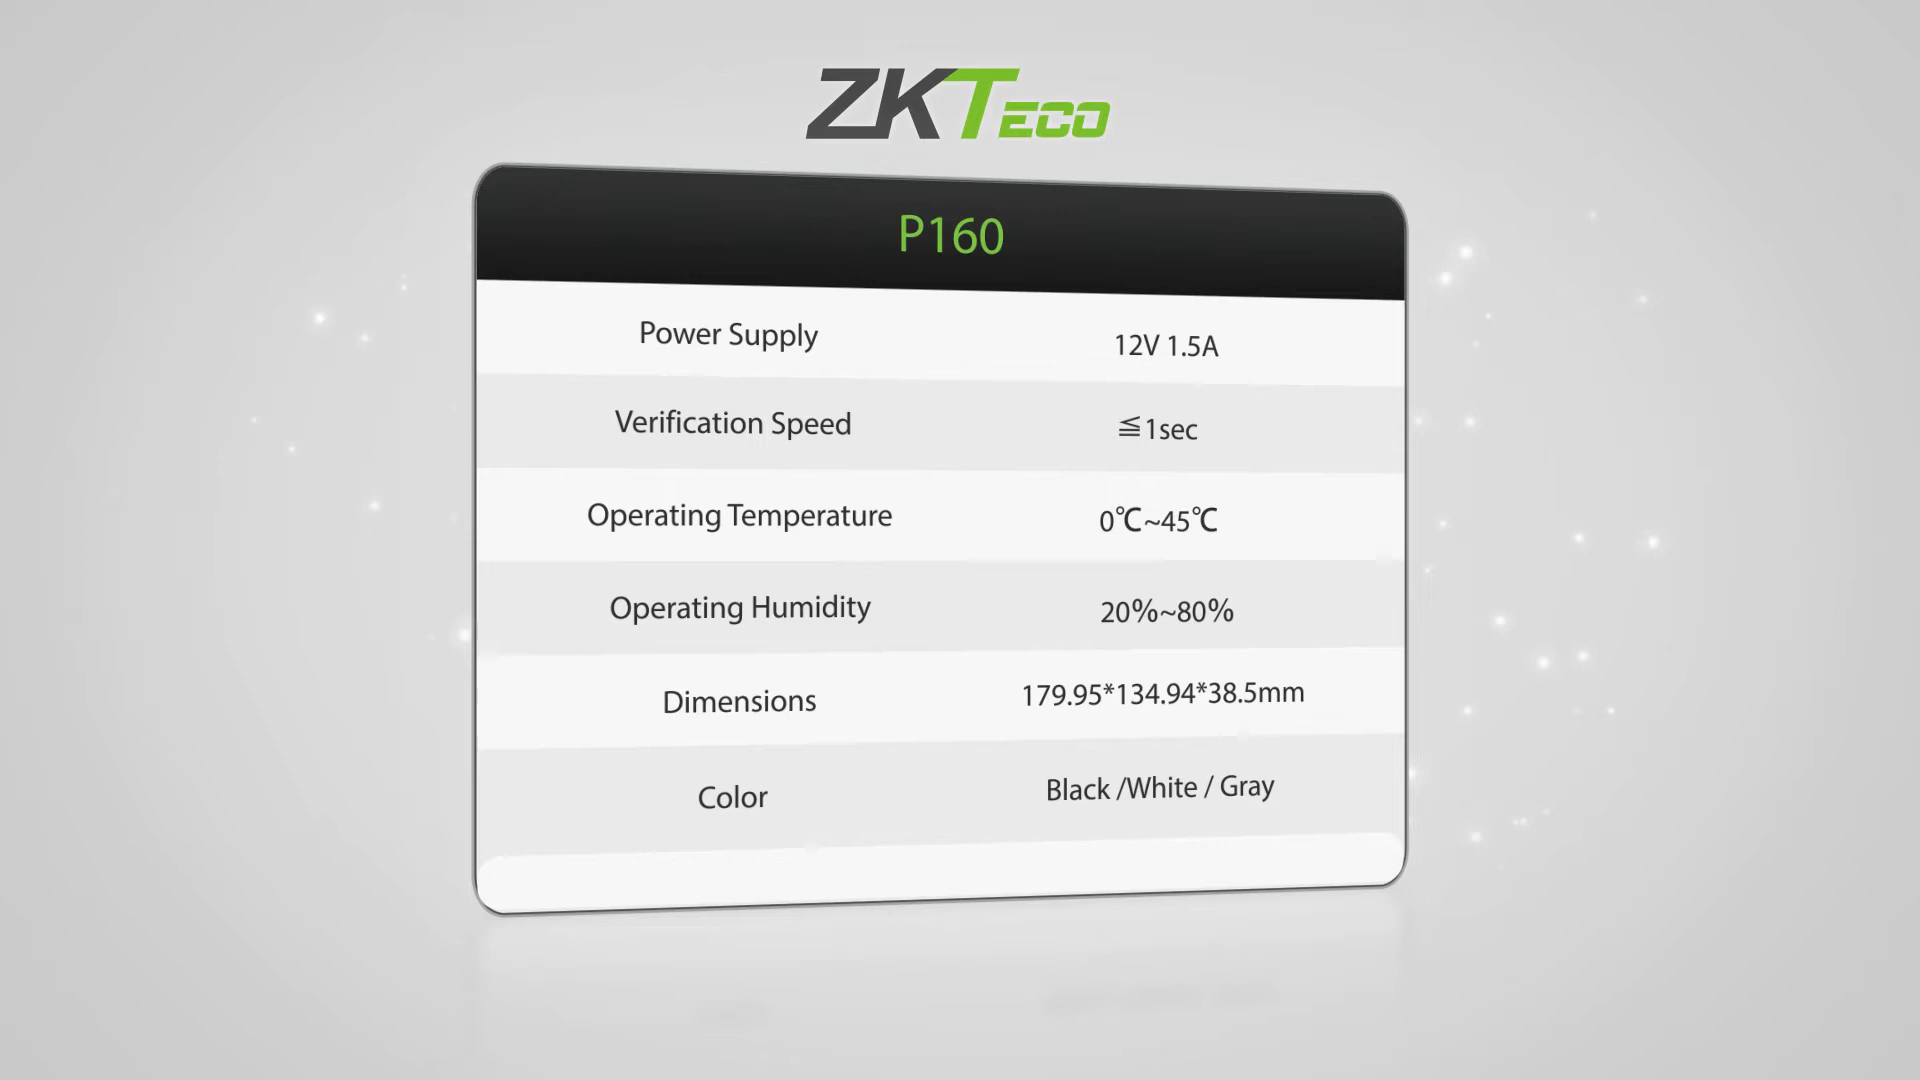 ZKTeco
P160
Power Supply 12V 1.5A
Verification Speed ≦1sec
Operating Temperature 0℃~45℃
Operating Humidity 20%~80%
Dimensions 179.95*134.94*38.5mm
Color Black /White / Gray